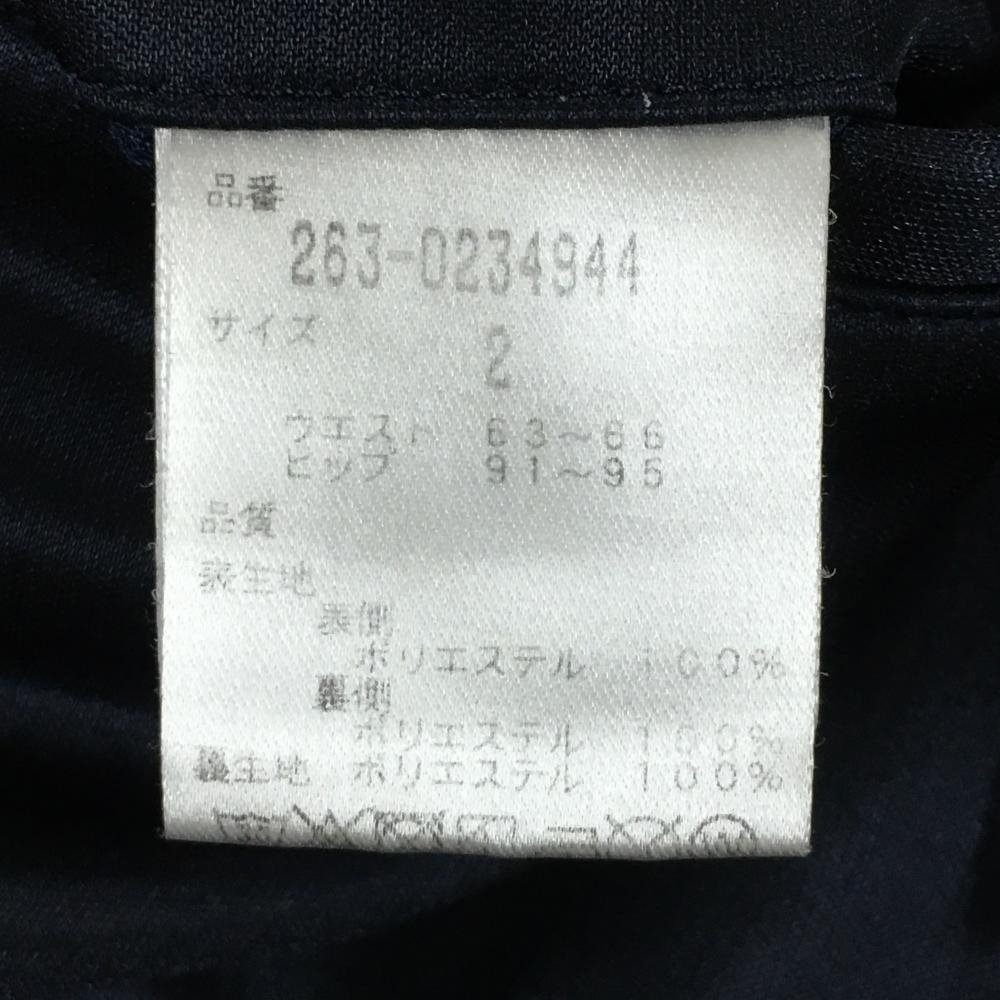 品番
263-0234944
サイズ 2
ウエスト 63～66
ヒップ 91～95
品質
表生地
表側
ポリエステル 100%
裏側
ポリエステル 100%
裏生地 ポリエステル 100%